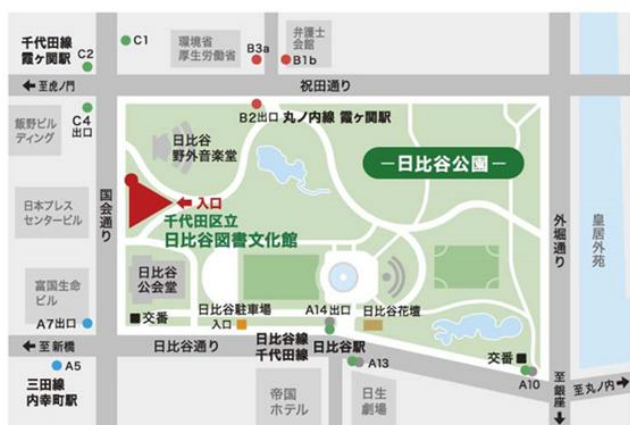 千代田線
霞ヶ関駅
C2
C1
環境省
厚生労働省
B3a
弁護士
会館
B1b
←至虎ノ門
祝田通り
飯野ビル
ディング
C4
出口
B2出口 丸ノ内線 霞ヶ関駅
日比谷
野外音楽堂
ー日比谷公園ー
国会通り
日本プレス
センタービル
←入口
千代田区立
日比谷図書文化館
外堀通り
皇居外苑
日比谷
公会堂
富国生命
ビル
A7出口
■交番
日比谷駐車場
入口
A14出口
日比谷花壇
←至新橋
日比谷通り
日比谷線
千代田線
日比谷駅
A13
交番■
A10
A5
三田線
内幸町駅
帝国
ホテル
日生
劇場
至銀座↓
至丸ノ内→